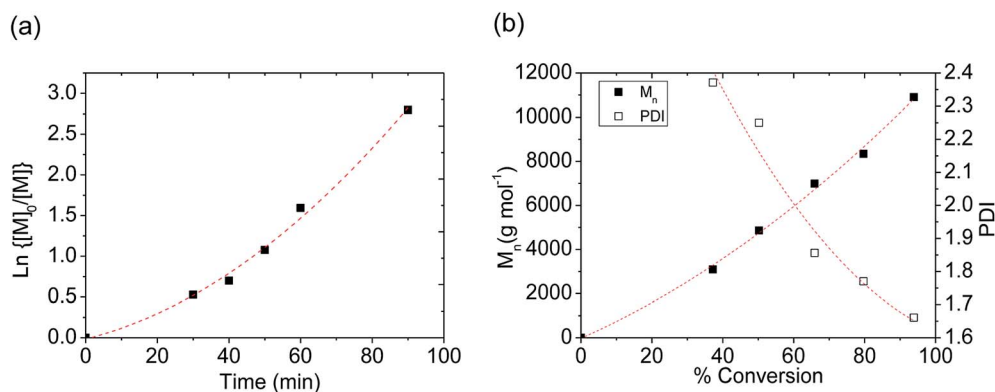 (a)
Ln {[M]₀/[M]}
3.0
2.5
2.0
1.5
1.0
0.5
0.0
0 20 40 60 80 100
Time (min)
(b)
Mₙ(g mol⁻¹)
12000
10000
8000
6000
4000
2000
0
Mₙ
PDI
2.4
2.3
2.2
2.1
2.0
1.9
1.8
1.7
1.6
PDI
0 20 40 60 80 100
% Conversion